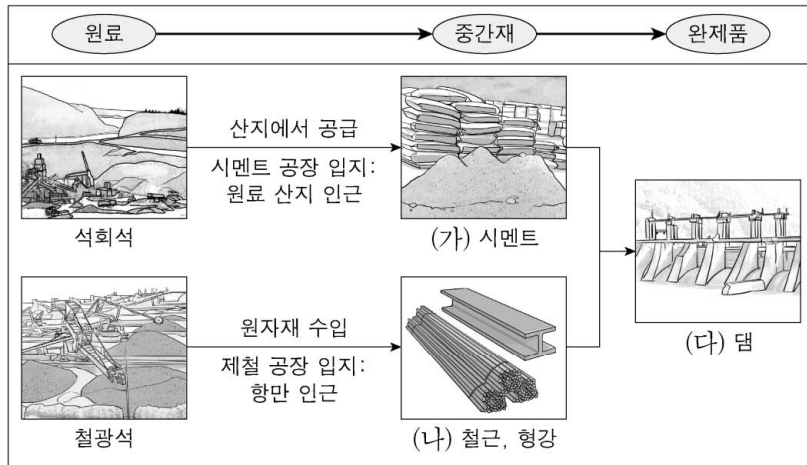 원료
중간재
완제품
산지에서 공급
시멘트 공장 입지:
원료 산지 인근
석회석
(가) 시멘트
원자재 수입
제철 공장 입지:
항만 인근
철광석
(나) 철근, 형강
(다) 댐